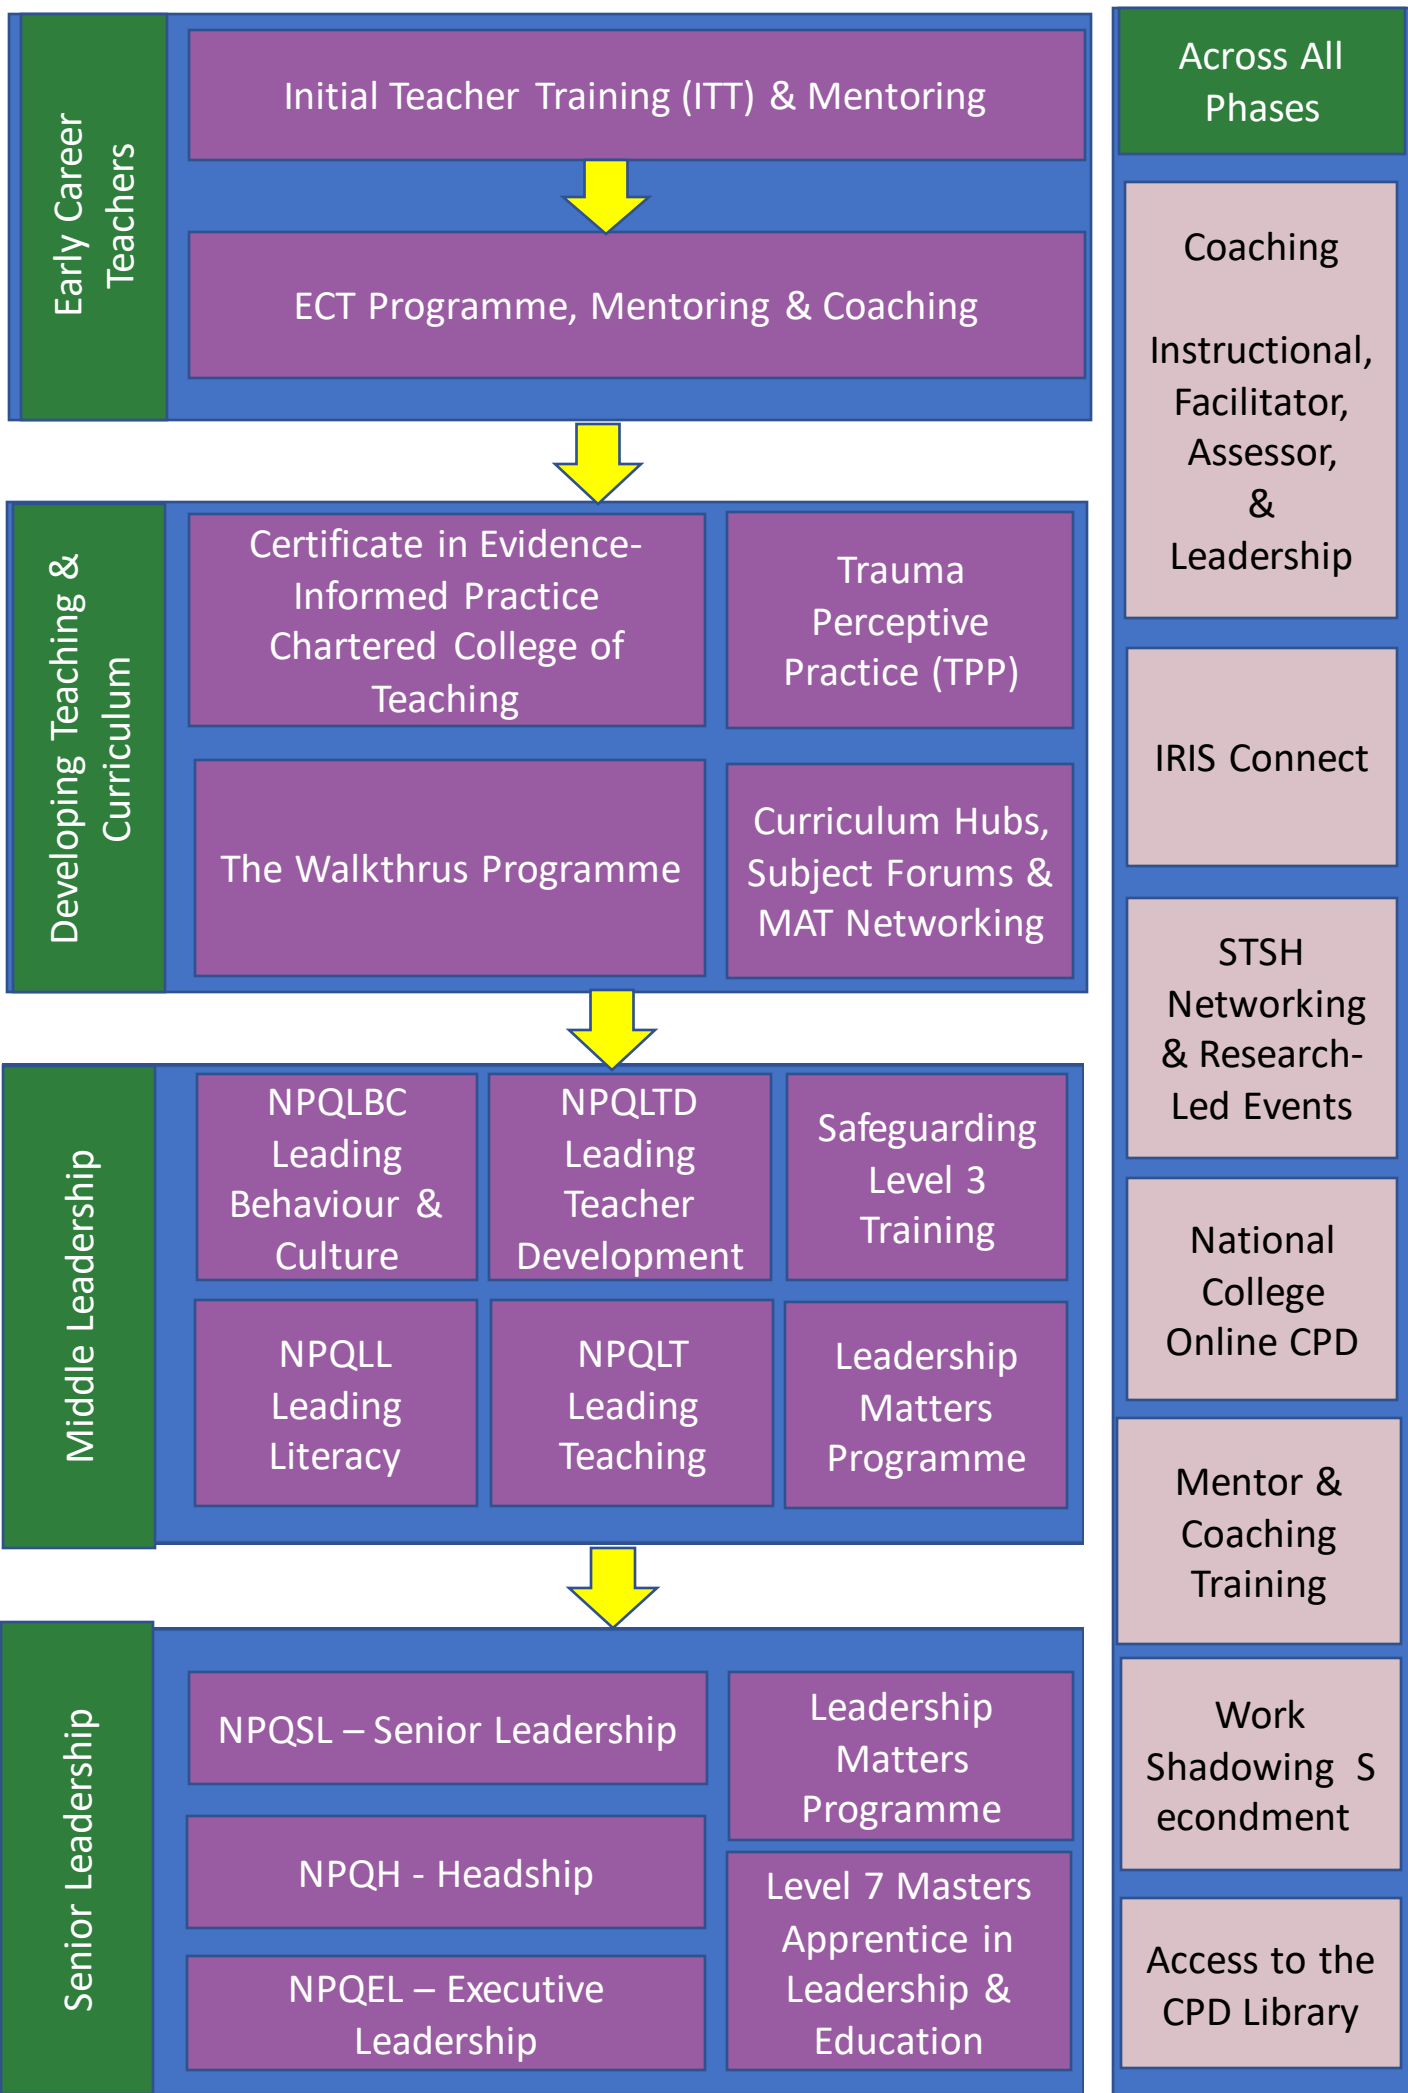 Early Career
Teachers
Initial Teacher Training (ITT) & Mentoring
ECT Programme, Mentoring & Coaching
Developing Teaching &
Curriculum
Certificate in Evidence-
Informed Practice
Chartered College of
Teaching
Trauma
Perceptive
Practice (TPP)
The Walkthrus Programme
Curriculum Hubs,
Subject Forums &
MAT Networking
Middle Leadership
NPQLBC
Leading
Behaviour &
Culture
NPQLTD
Leading
Teacher
Development
Safeguarding
Level 3
Training
NPQLL
Leading
Literacy
NPQLT
Leading
Teaching
Leadership
Matters
Programme
Senior Leadership
NPQSL – Senior Leadership
NPQH - Headship
NPQEL – Executive
Leadership
Leadership
Matters
Programme
Level 7 Masters
Apprentice in
Leadership &
Education
Across All
Phases
Coaching
Instructional,
Facilitator,
Assessor,
&
Leadership
IRIS Connect
STSH
Networking
& Research-
Led Events
National
College
Online CPD
Mentor &
Coaching
Training
Work
Shadowing S
econdment
Access to the
CPD Library